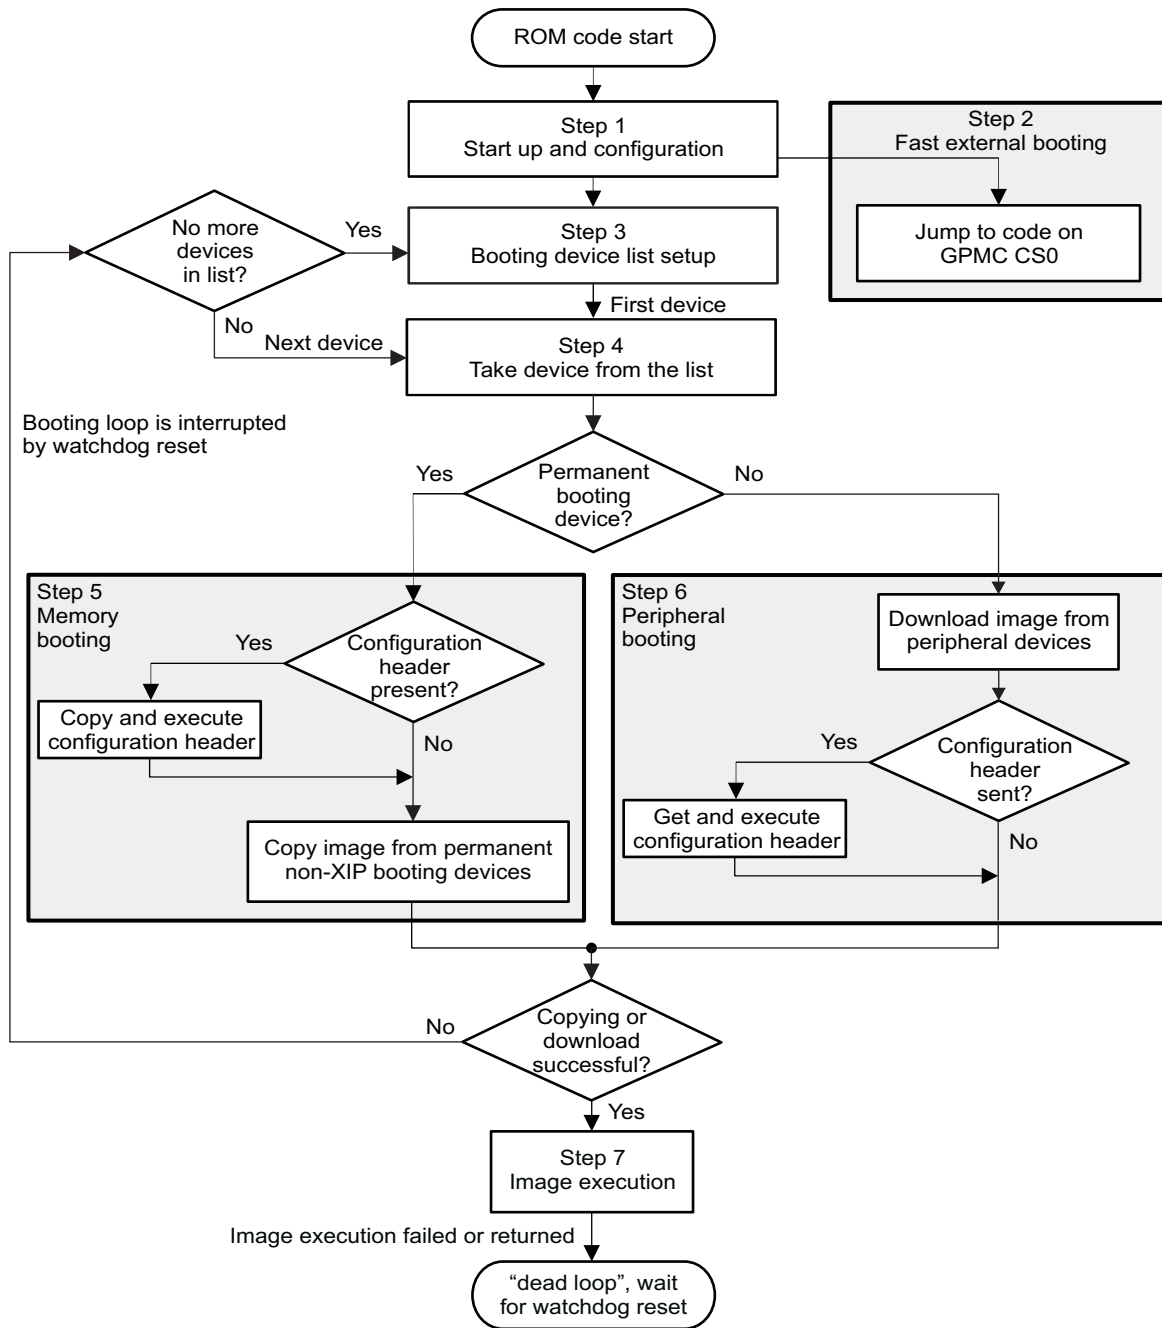 ROM code start
Step 1
Start up and configuration
Step 2
Fast external booting
Jump to code on
GPMC CS0
No more
devices
in list?
Yes
Step 3
Booting device list setup
First device
No
Next device
Step 4
Take device from the list
Booting loop is interrupted
by watchdog reset
Permanent
booting
device?
Yes
No
Step 5
Memory
booting
Configuration
header
present?
Yes
Copy and execute
configuration header
No
Copy image from permanent
non-XIP booting devices
Step 6
Peripheral
booting
Download image from
peripheral devices
Configuration
header
sent?
Yes
Get and execute
configuration header
No
Copying or
download
successful?
No
Yes
Step 7
Image execution
Image execution failed or returned
“dead loop”, wait
for watchdog reset